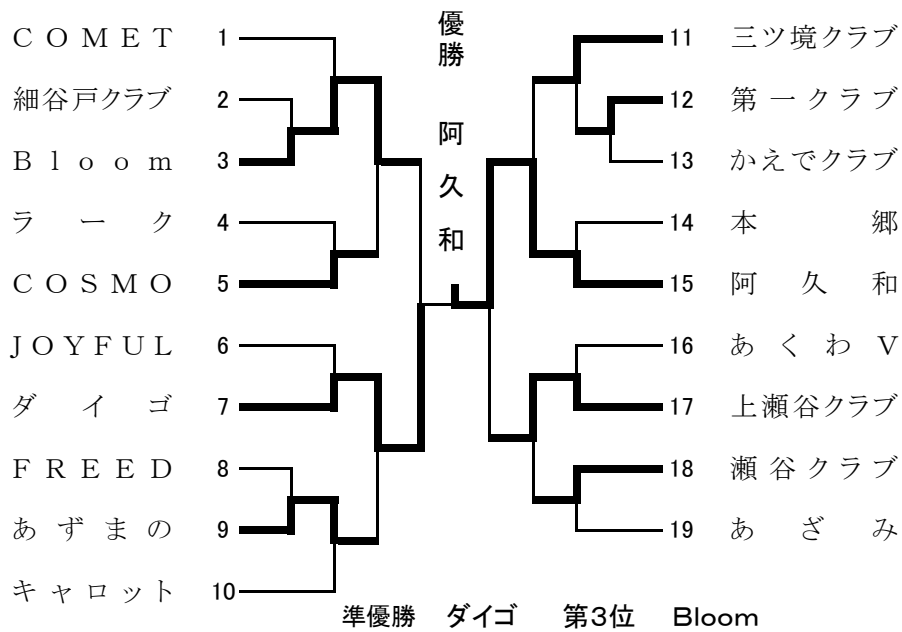 ＣＯＭＥＴ 1
細谷戸クラブ 2
Ｂｌｏｏｍ 3
ラーク 4
ＣＯＳＭＯ 5
ＪＯＹＦＵＬ 6
ダイゴ 7
ＦＲＥＥＤ 8
あずまの 9
キャロット 10
優勝 阿久和
11 三ツ境クラブ
12 第一クラブ
13 かえでクラブ
14 本郷
15 阿久和
16 あくわＶ
17 上瀬谷クラブ
18 瀬谷クラブ
19 あざみ
準優勝 ダイゴ 第3位 Bloom